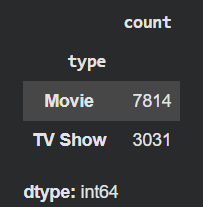 count
type
Movie 7814
TV Show 3031
dtype: int64